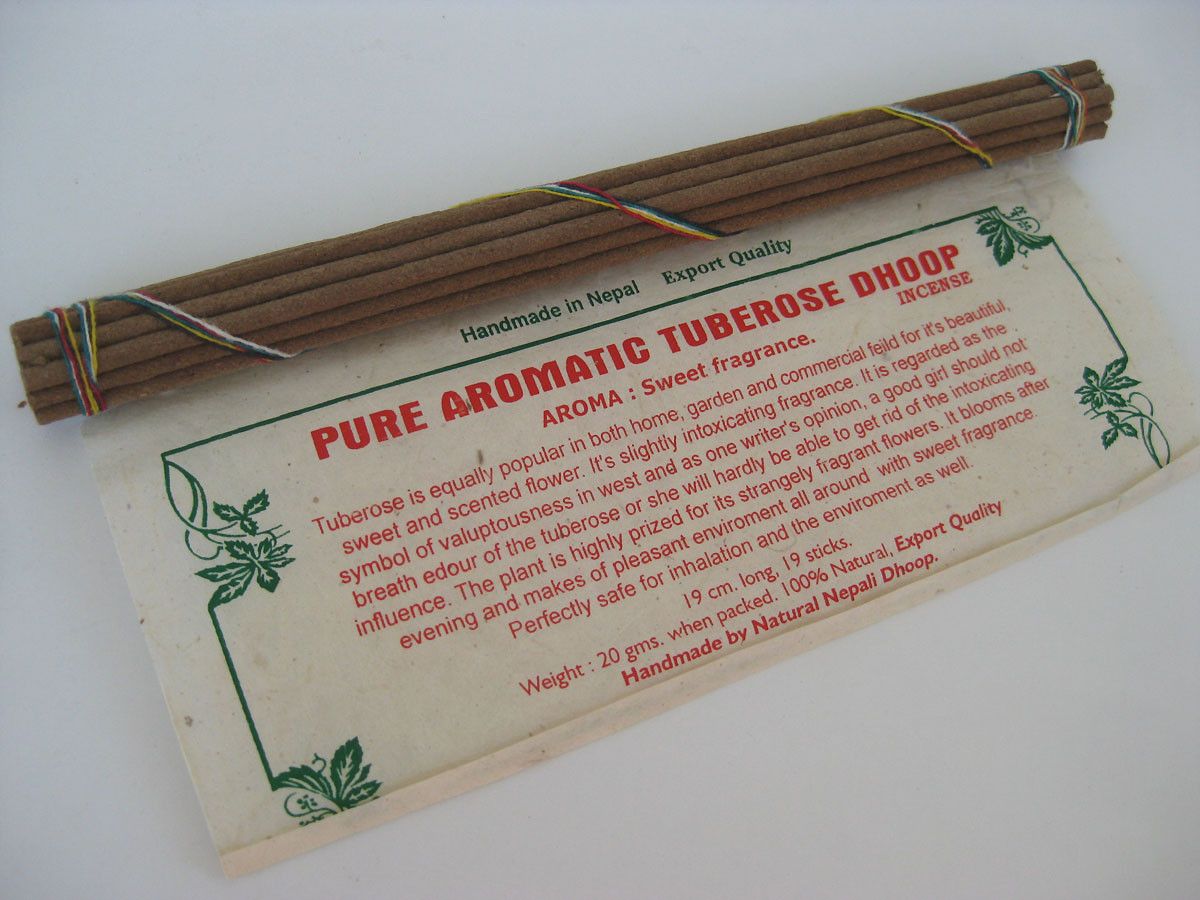 Handmade in Nepal Export Quality
PURE AROMATIC TUBEROSE DHOOP
INCENSE
AROMA : Sweet fragrance.
Tuberose is equally popular in both home, garden and commercial feild for it's beautiful,
sweet and scented flower. It's slightly intoxicating fragrance. It is regarded as the
symbol of valuptousness in west and as one writer's opinion, a good girl should not
breath edour of the tuberose or she will hardly be able to get rid of the intoxicating
influence. The plant is highly prized for its strangely fragrant flowers. It blooms after
evening and makes of pleasant enviroment all around with sweet fragrance.
Perfectly safe for inhalation and the enviroment as well.
19 cm. long, 19 sticks.
Weight : 20 gms. when packed. 100% Natural, Export Quality
Handmade by Natural Nepali Dhoop.